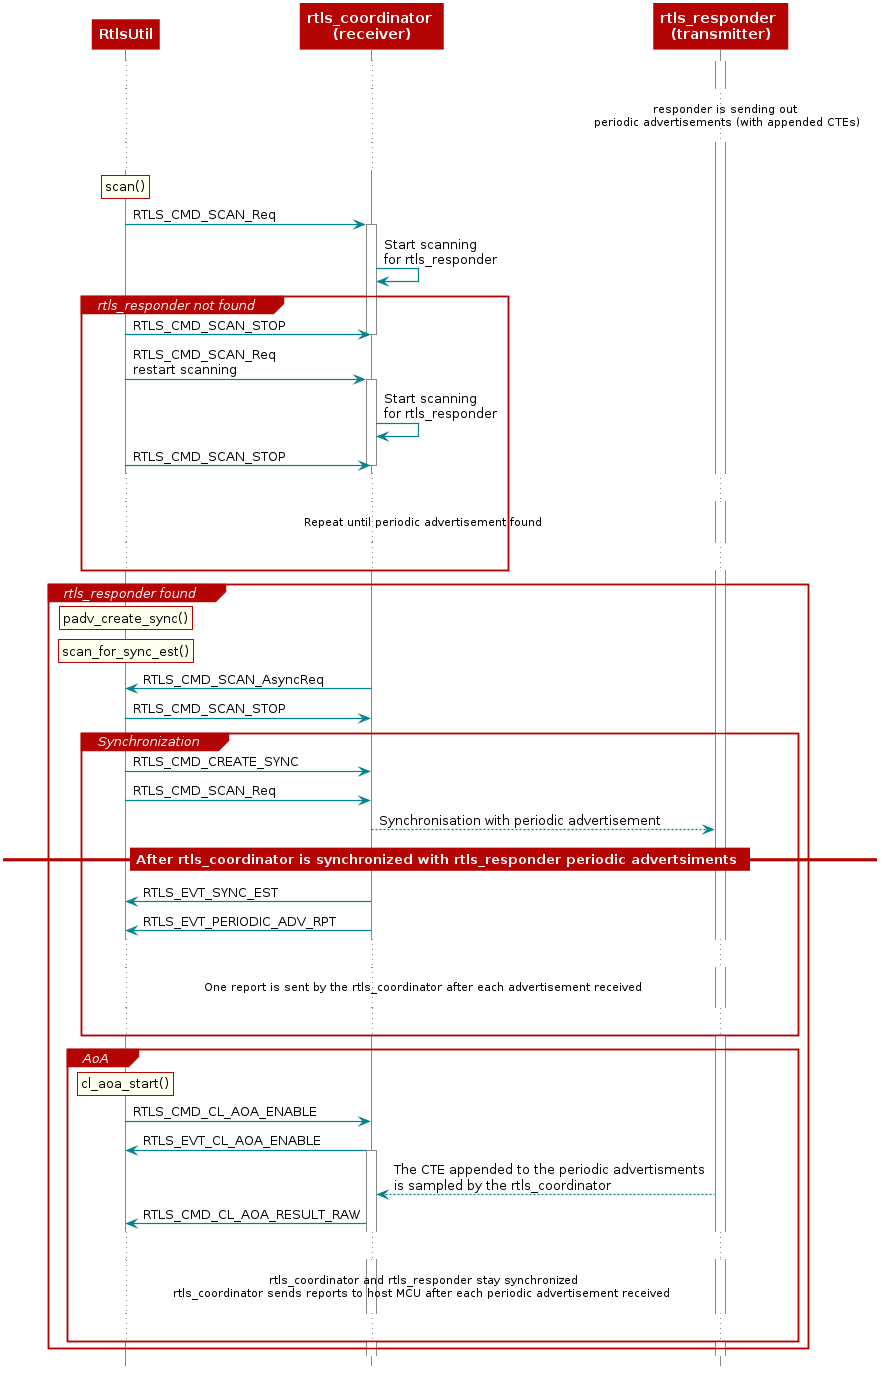 RtlsUtil
rtls_coordinator
(receiver)
rtls_responder
(transmitter)
responder is sending out
periodic advertisements (with appended CTEs)
scan()
RTLS_CMD_SCAN_Req
Start scanning
for rtls_responder
rtls_responder not found
RTLS_CMD_SCAN_STOP
RTLS_CMD_SCAN_Req
restart scanning
Start scanning
for rtls_responder
RTLS_CMD_SCAN_STOP
Repeat until periodic advertisement found
rtls_responder found
padv_create_sync()
scan_for_sync_est()
RTLS_CMD_SCAN_AsyncReq
RTLS_CMD_SCAN_STOP
Synchronization
RTLS_CMD_CREATE_SYNC
RTLS_CMD_SCAN_Req
Synchronisation with periodic advertisement
After rtls_coordinator is synchronized with rtls_responder periodic advertsiments
RTLS_EVT_SYNC_EST
RTLS_EVT_PERIODIC_ADV_RPT
One report is sent by the rtls_coordinator after each advertisement received
AoA
cl_aoa_start()
RTLS_CMD_CL_AOA_ENABLE
RTLS_EVT_CL_AOA_ENABLE
The CTE appended to the periodic advertisments
is sampled by the rtls_coordinator
RTLS_CMD_CL_AOA_RESULT_RAW
rtls_coordinator and rtls_responder stay synchronized
rtls_coordinator sends reports to host MCU after each periodic advertisement received